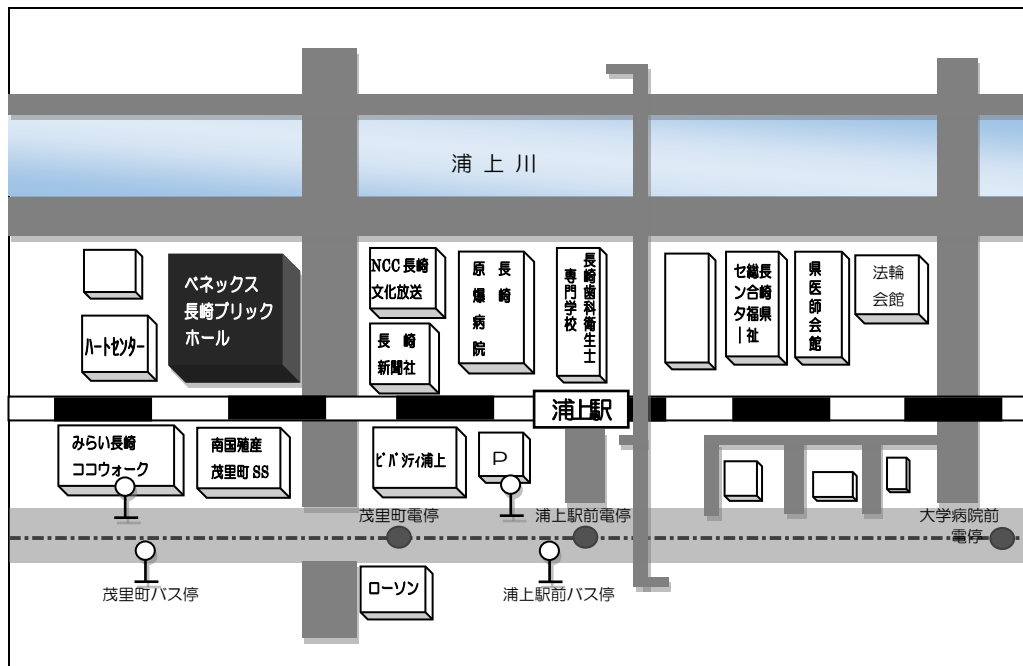 浦上川
ベネックス
長崎ブリック
ホール
ハートセンター
NCC長崎
文化放送
長崎
新聞社
長崎
原爆病院
長崎歯科衛生士
専門学校
長崎県
総合福祉
センター
県医師会館
法輪
会館
浦上駅
みらい長崎
ココウォーク
南国殖産
茂里町SS
ビバシティ浦上
P
茂里町電停
浦上駅前電停
大学病院前
電停
茂里町バス停
浦上駅前バス停
ローソン